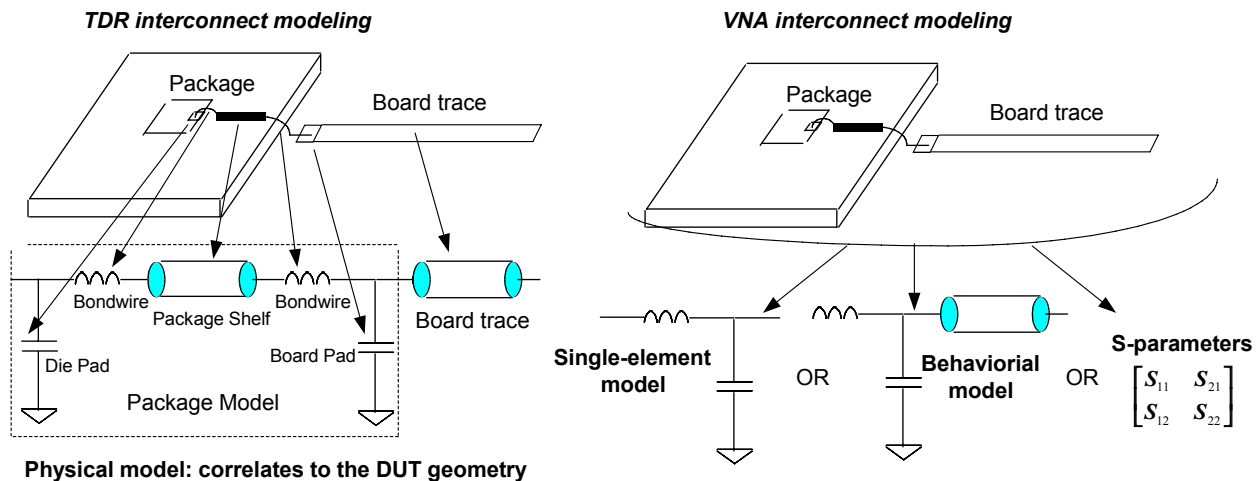 TDR interconnect modeling
Package
Board trace
Bondwire
Package Shelf
Bondwire
Board trace
Die Pad
Board Pad
Package Model
Physical model: correlates to the DUT geometry
VNA interconnect modeling
Package
Board trace
Single-element
model
OR
Behaviorial
model
OR
S-parameters
S11 S21
S12 S22